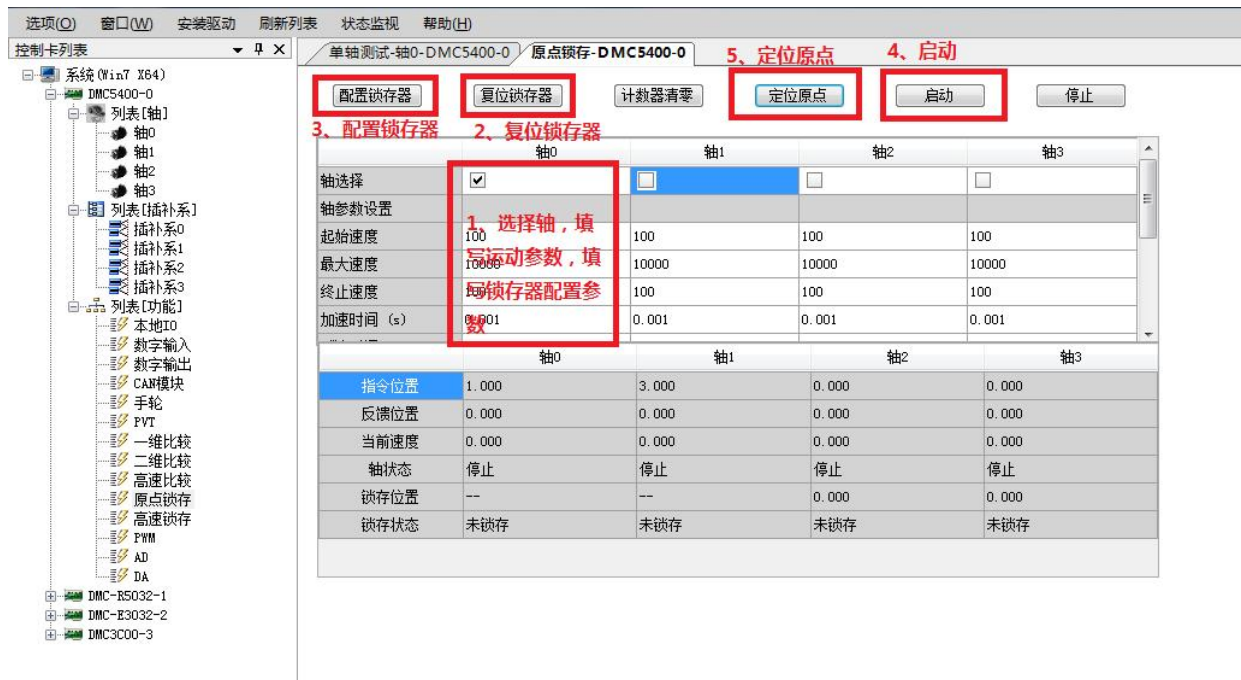 选项(O) 窗口(W) 安装驱动 刷新列表 状态监视 帮助(H)
控制卡列表
系统(Win7 X64)
DMC5400-0
列表[轴]
轴0
轴1
轴2
轴3
列表[插补系]
插补系0
插补系1
插补系2
插补系3
列表[功能]
本地IO
数字输入
数字输出
CAN模块
手轮
PVT
一维比较
二维比较
高速比较
原点锁存
高速锁存
PWM
AD
DA
DMC-R5032-1
DMC-E3032-2
DMC3C00-3
单轴测试-轴0-DMC5400-0 原点锁存-DMC5400-0
5、定位原点 4、启动
配置锁存器 复位锁存器 计数器清零 定位原点 启动 停止
3、配置锁存器 2、复位锁存器
轴0 轴1 轴2 轴3
轴选择
轴参数设置
1、选择轴，填
写运动参数，填
写锁存器配置参
数
起始速度 100 100 100 100
最大速度 10000 10000 10000 10000
终止速度 100 100 100
加速时间 (s) 0.001 0.001 0.001 0.001
轴0 轴1 轴2 轴3
指令位置 1.000 3.000 0.000 0.000
反馈位置 0.000 0.000 0.000 0.000
当前速度 0.000 0.000 0.000 0.000
轴状态 停止 停止 停止 停止
锁存位置 -- -- 0.000 0.000
锁存状态 未锁存 未锁存 未锁存 未锁存